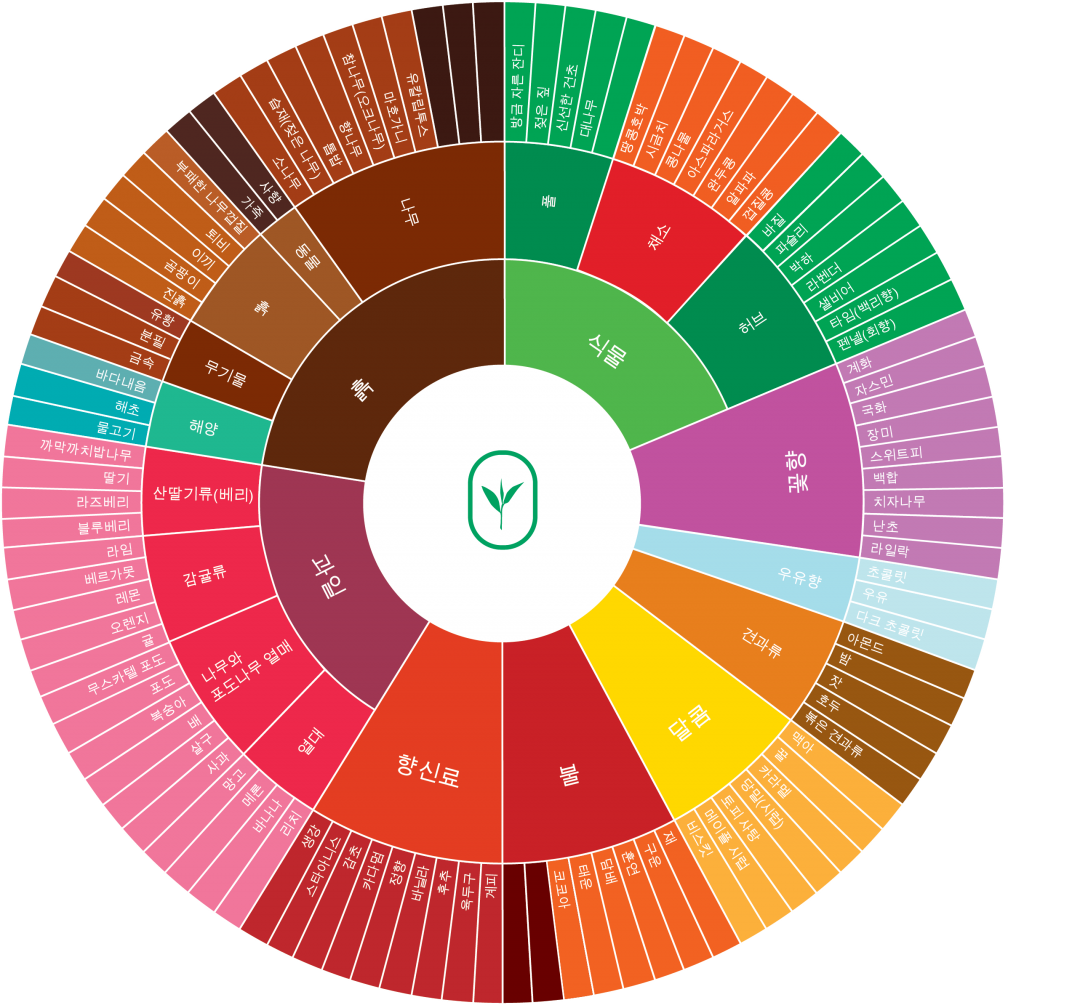 식물
풀
방금 자른 잔디
젖은 짚
신선한 건초
대나무
채소
땅콩호박
시금치
콩나물
아스파라거스
완두콩
알파파
껍질콩
허브
바질
파슬리
박하
라벤더
샐비어
타임(백리향)
펜넬(회향)
꽃향
계화
자스민
국화
장미
스위트피
백합
치자나무
난초
라일락
우유향
초콜릿
우유
다크 초콜릿
견과류
아몬드
밤
잣
호두
볶은 견과류
달콤
맥아
꿀
카라멜
당밀(시럽)
토피 사탕
메이플 시럽
비스킷
불
재
구운
훈연
담배
태운
코코아
향신료
계피
육두구
후추
바닐라
정향
카다멈
감초
스타아니스
생강
과일
열대
리치
바나나
메론
망고
나무와
포도나무 열매
사과
살구
배
복숭아
포도
무스카텔 포도
감귤류
귤
오렌지
레몬
베르가못
라임
산딸기류(베리)
블루베리
라즈베리
딸기
까막까치밥나무
흙
해양
물고기
해초
바다내음
무기물
금속
분필
유황
흙
진흙
곰팡이
이끼
퇴비
부패한 나무껍질
동물
가죽
사향
나무
소나무
습재(젖은 나무)
톱밥
향나무
참나무(오크나무)
마호가니
유칼립투스